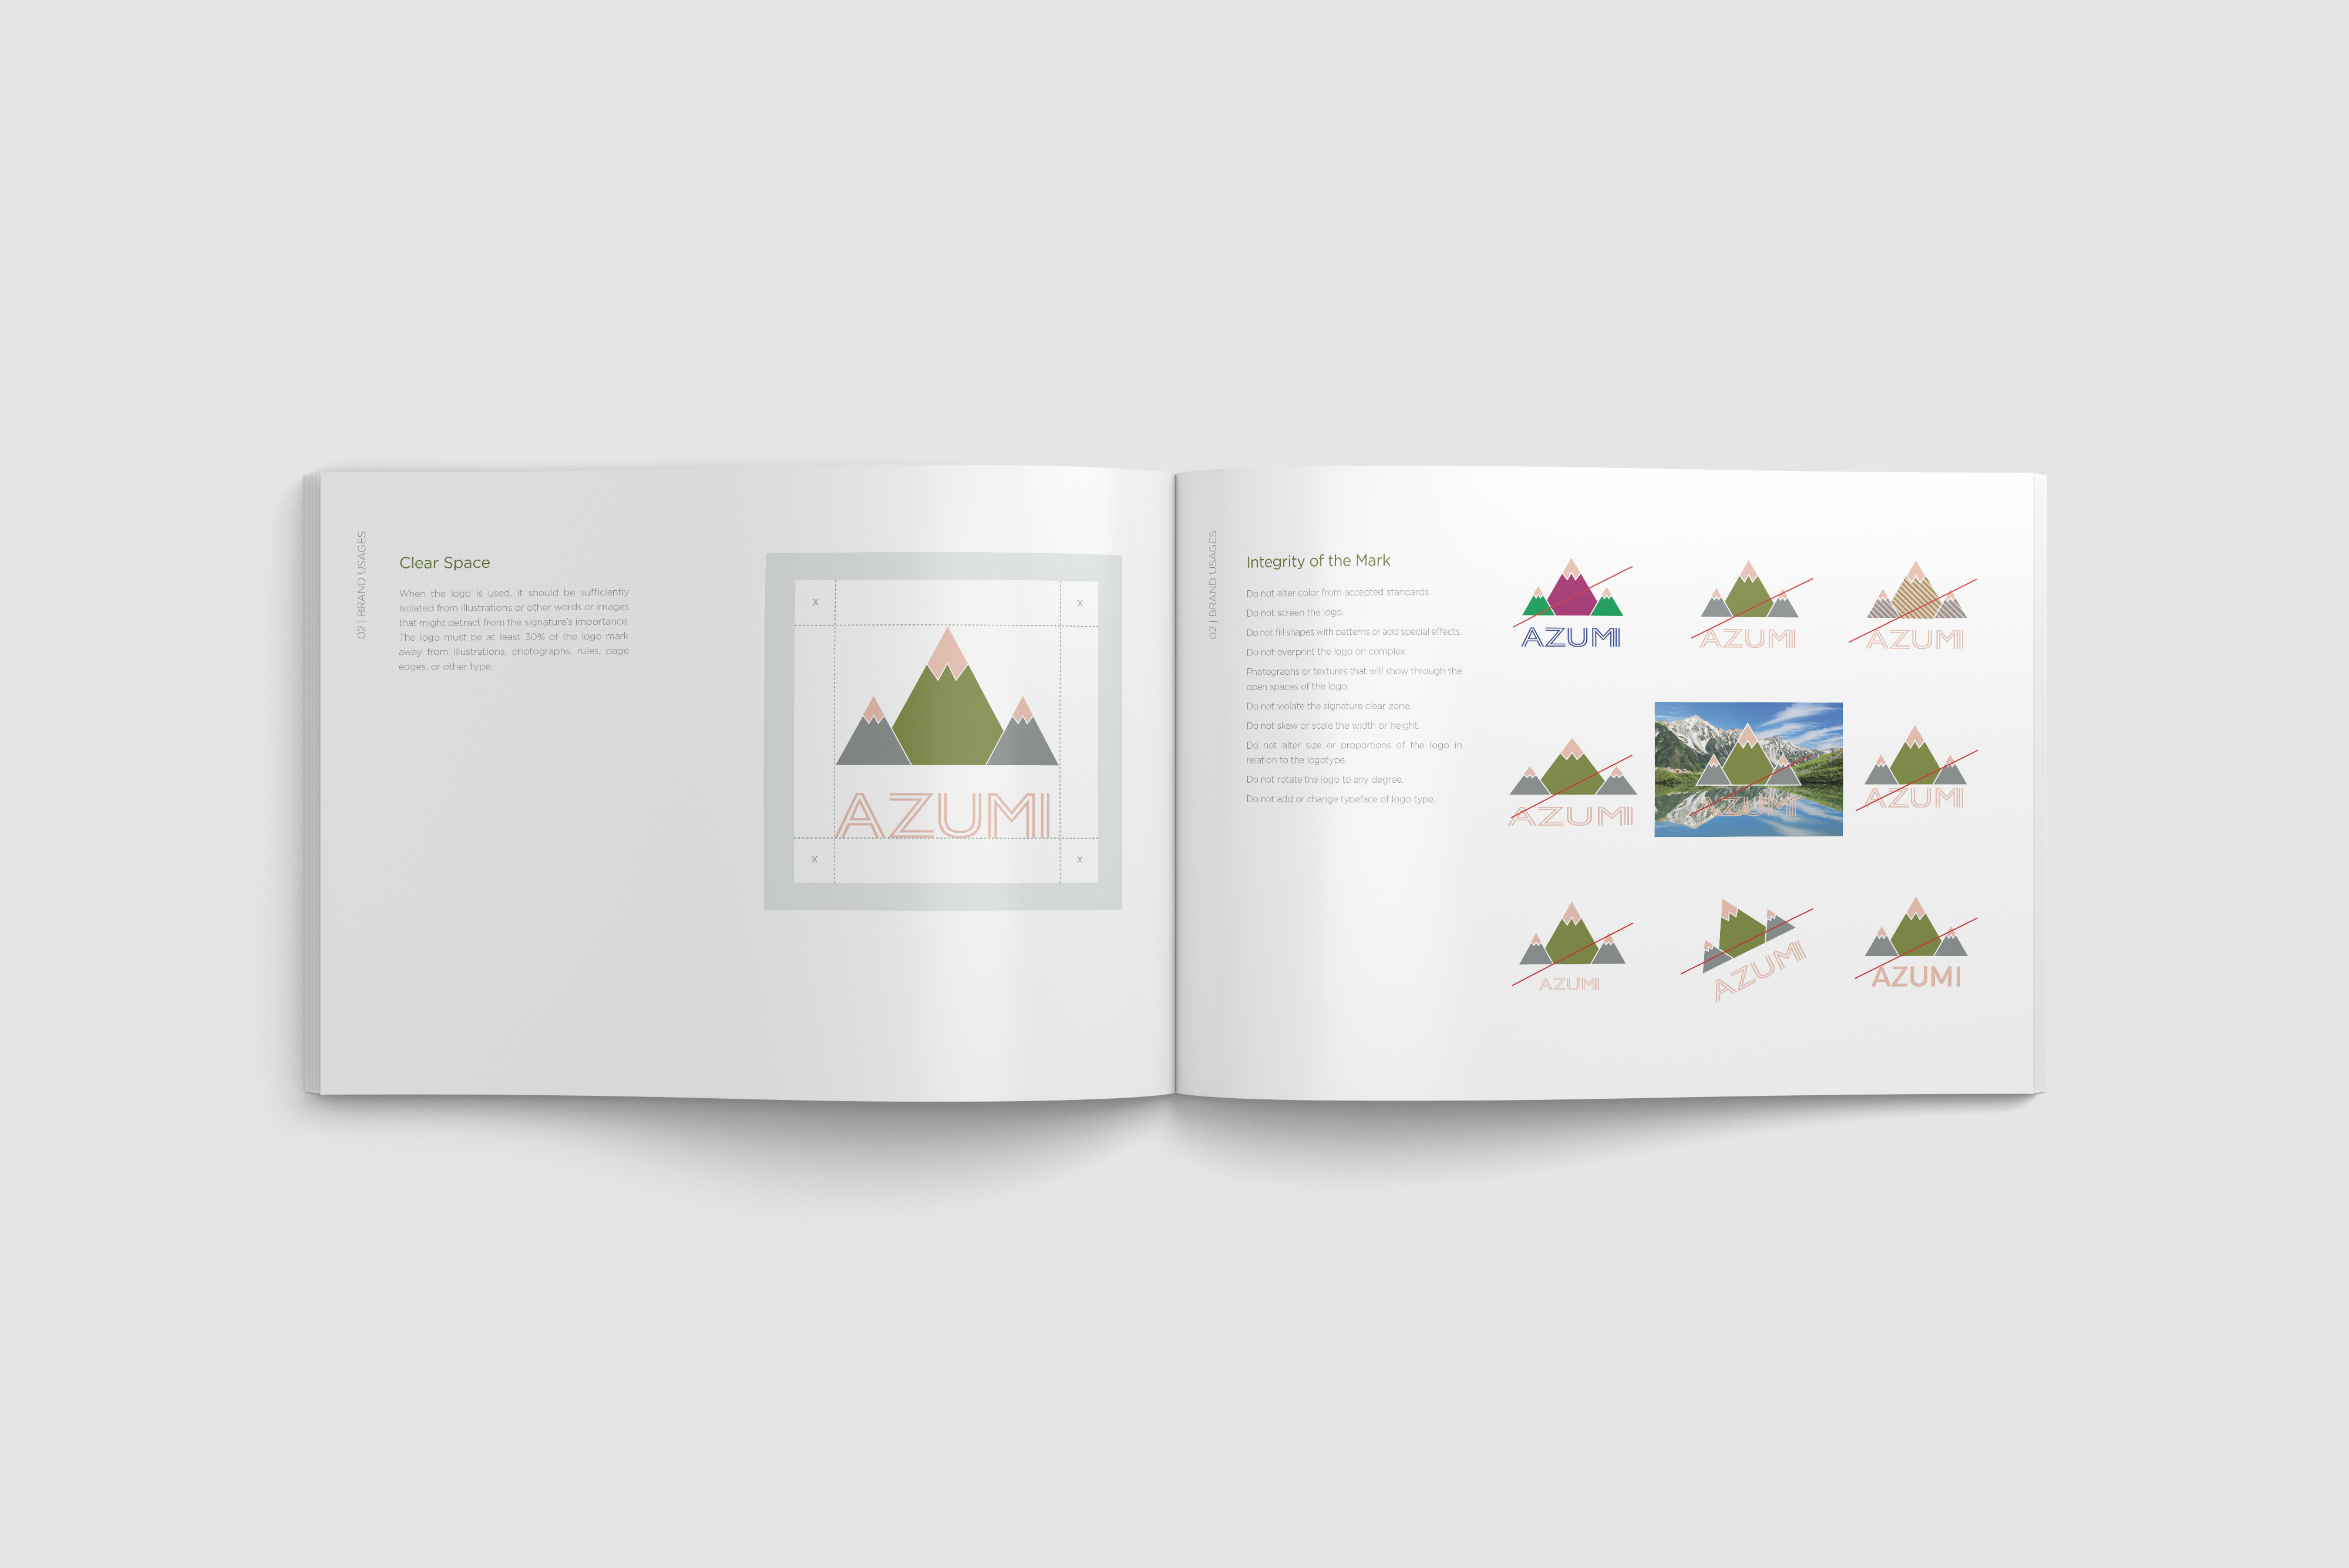 02 | BRAND USAGES
Clear Space
When the logo is used, it should be sufficiently
isolated from illustrations or other words or images
that might detract from the signature's importance.
The logo must be at least 30% of the logo mark
away from illustrations, photographs, rules, page
edges, or other type.
X
X
AZUMI
X
X
02 | BRAND USAGES
Integrity of the Mark
Do not alter color from accepted standards.
Do not screen the logo.
Do not fill shapes with patterns or add special effects.
Do not overprint the logo on complex
Photographs or textures that will show through the
open spaces of the logo.
Do not violate the signature clear zone.
Do not skew or scale the width or height.
Do not alter size or proportions of the logo in
relation to the logotype.
Do not rotate the logo to any degree.
Do not add or change typeface of logo type.
AZUMI
AZUMI
AZUMI
AZUMI
AZUMI
AZUMI
AZUMI
AZUMI
AZUMI